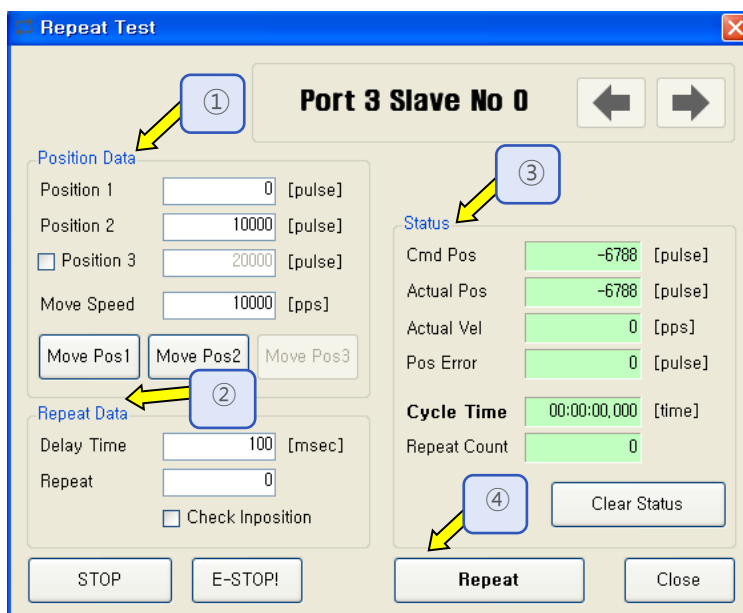 Repeat Test
①
Port 3 Slave No 0
Position Data
Position 1 0 [pulse]
Position 2 10000 [pulse]
Position 3 20000 [pulse]
Move Speed 10000 [pps]
Move Pos1 Move Pos2 Move Pos3
②
Repeat Data
Delay Time 100 [msec]
Repeat 0
Check Inposition
STOP E-STOP!
③
Status
Cmd Pos -6788 [pulse]
Actual Pos -6788 [pulse]
Actual Vel 0 [pps]
Pos Error 0 [pulse]
Cycle Time 00:00:00,000 [time]
Repeat Count 0
④
Clear Status
Repeat Close